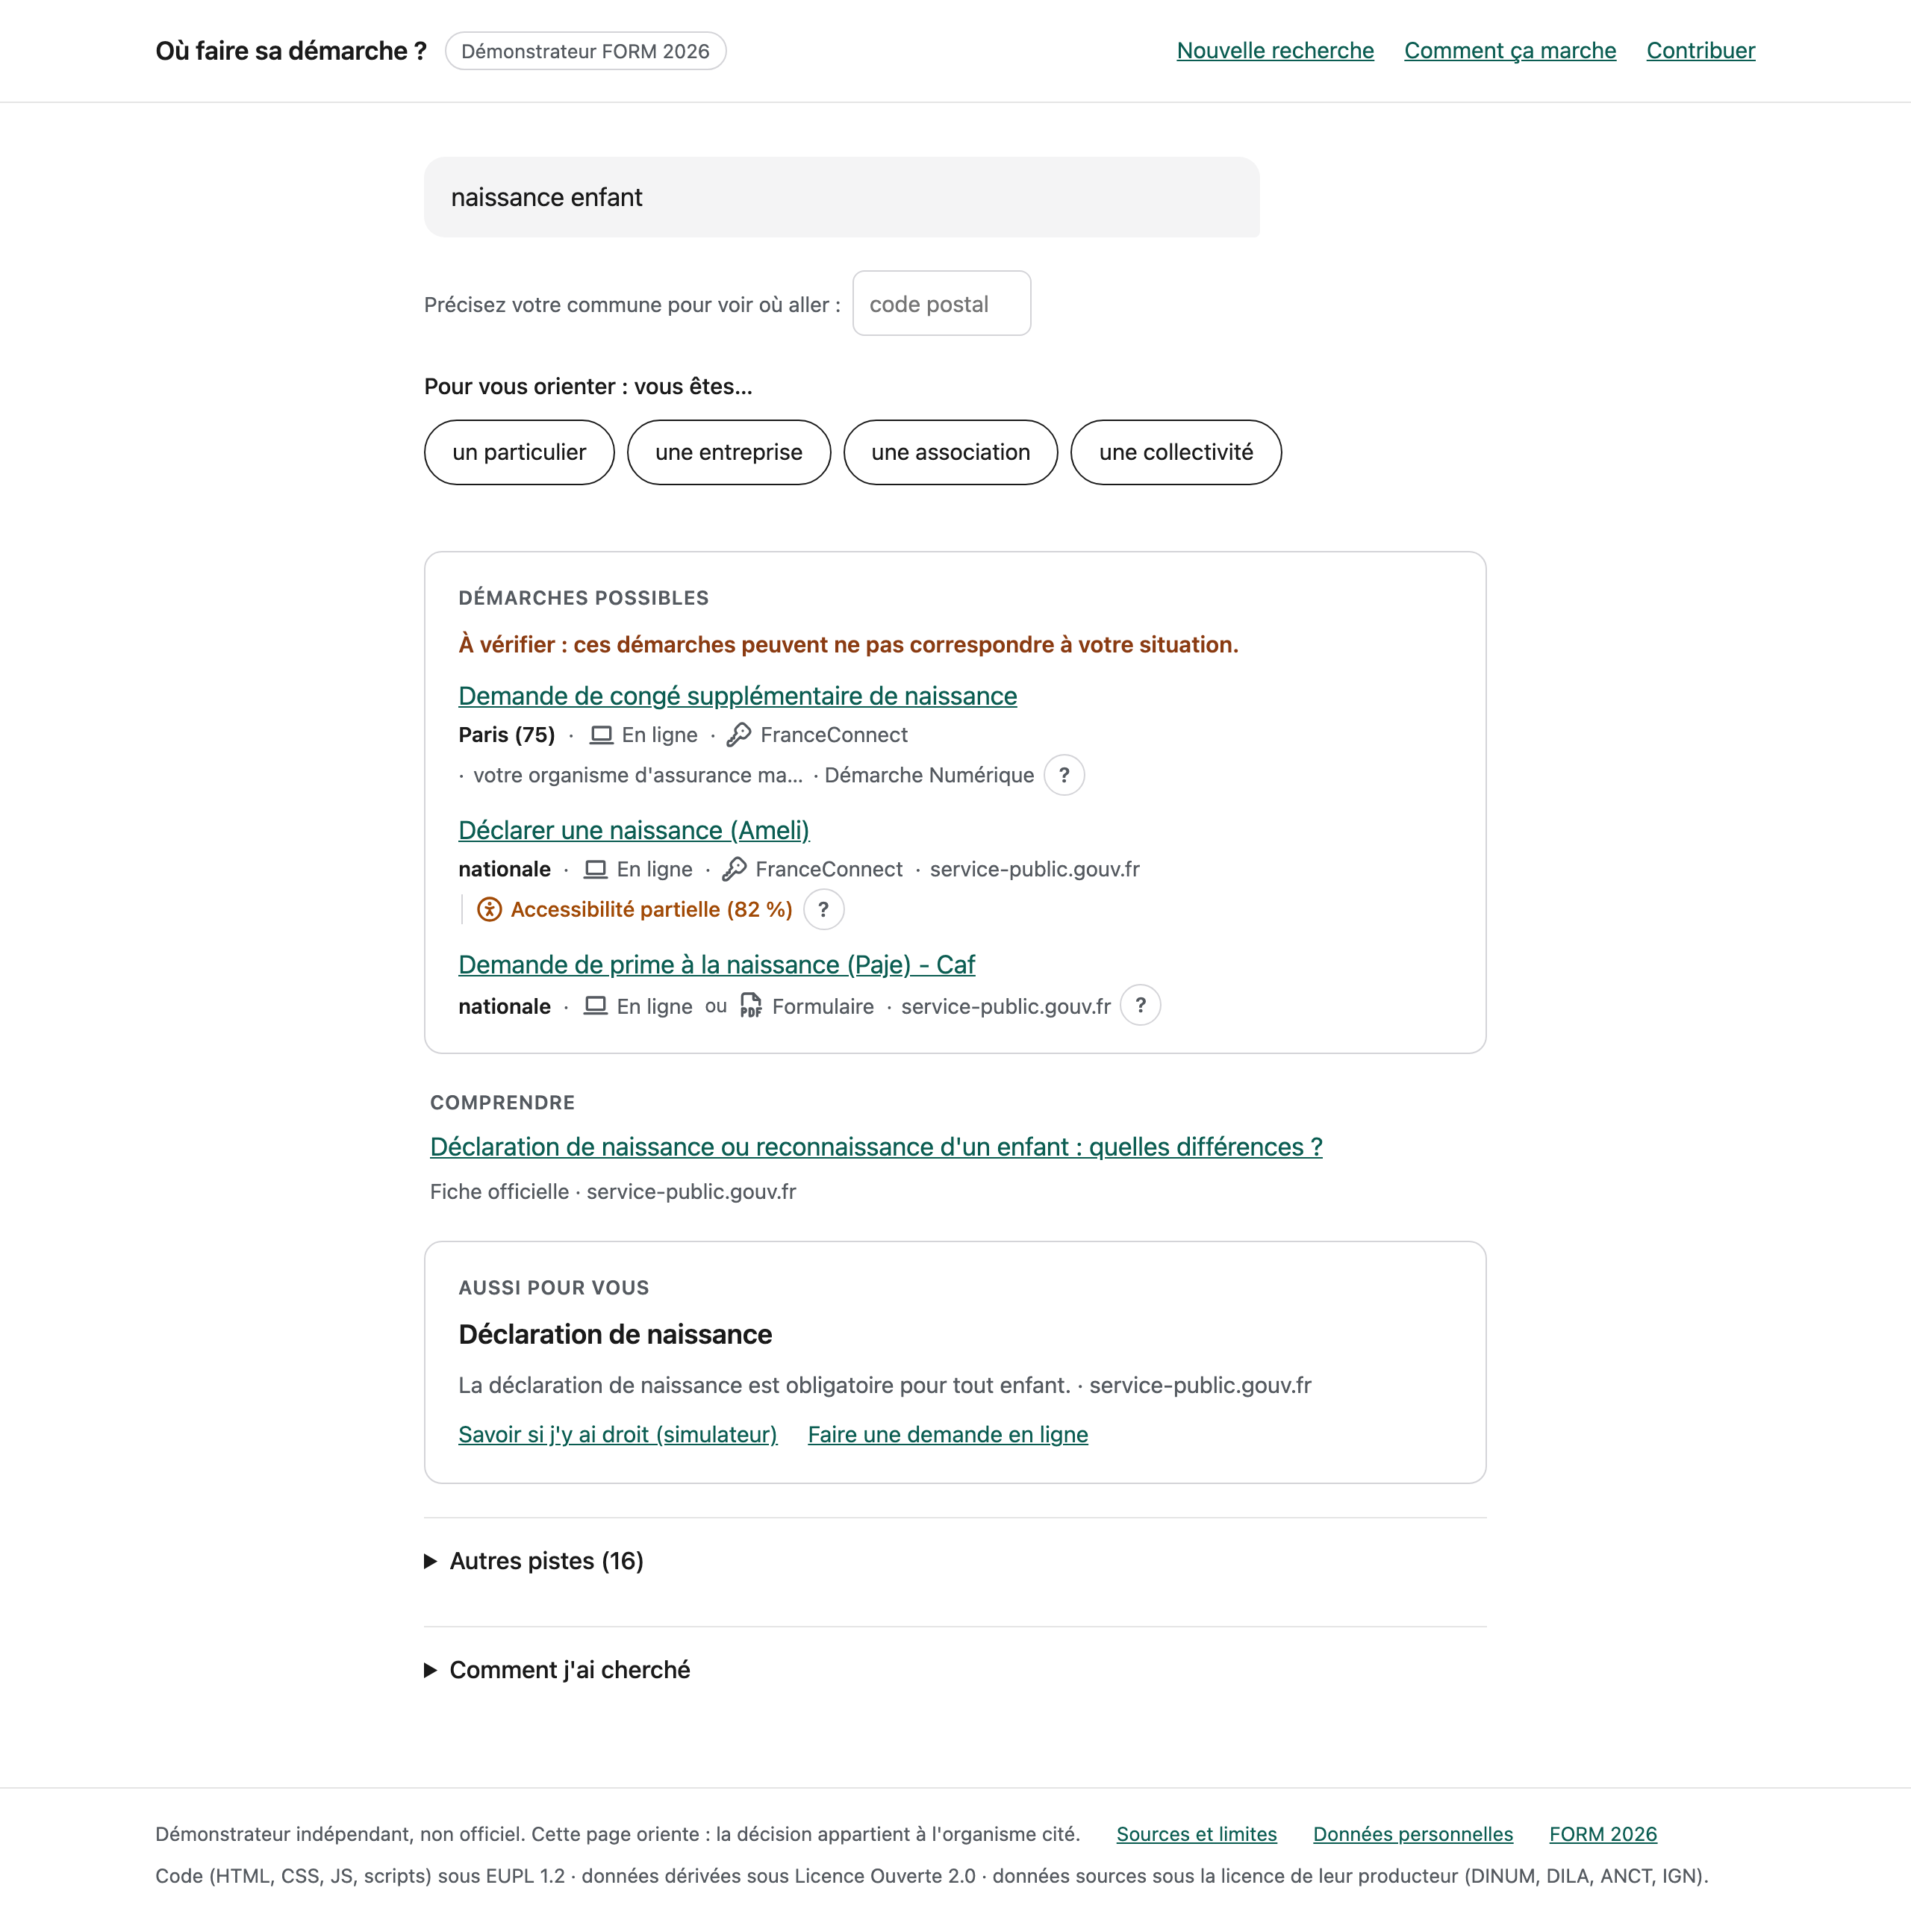 Où faire sa démarche ?
Démonstrateur FORM 2026
Nouvelle recherche
Comment ça marche
Contribuer
naissance enfant
Précisez votre commune pour voir où aller :
code postal
Pour vous orienter : vous êtes...
un particulier
une entreprise
une association
une collectivité
DÉMARCHES POSSIBLES
À vérifier : ces démarches peuvent ne pas correspondre à votre situation.
Demande de congé supplémentaire de naissance
Paris (75) · En ligne · FranceConnect
· votre organisme d'assurance ma... · Démarche Numérique ?
Déclarer une naissance (Ameli)
nationale · En ligne · FranceConnect · service-public.gouv.fr
Accessibilité partielle (82 %) ?
Demande de prime à la naissance (Paje) - Caf
nationale · En ligne ou PDF Formulaire · service-public.gouv.fr ?
COMPRENDRE
Déclaration de naissance ou reconnaissance d'un enfant : quelles différences ?
Fiche officielle · service-public.gouv.fr
AUSSI POUR VOUS
Déclaration de naissance
La déclaration de naissance est obligatoire pour tout enfant. · service-public.gouv.fr
Savoir si j'y ai droit (simulateur) Faire une demande en ligne
Autres pistes (16)
Comment j'ai cherché
Démonstrateur indépendant, non officiel. Cette page oriente : la décision appartient à l'organisme cité. Sources et limites Données personnelles FORM 2026
Code (HTML, CSS, JS, scripts) sous EUPL 1.2 · données dérivées sous Licence Ouverte 2.0 · données sources sous la licence de leur producteur (DINUM, DILA, ANCT, IGN).